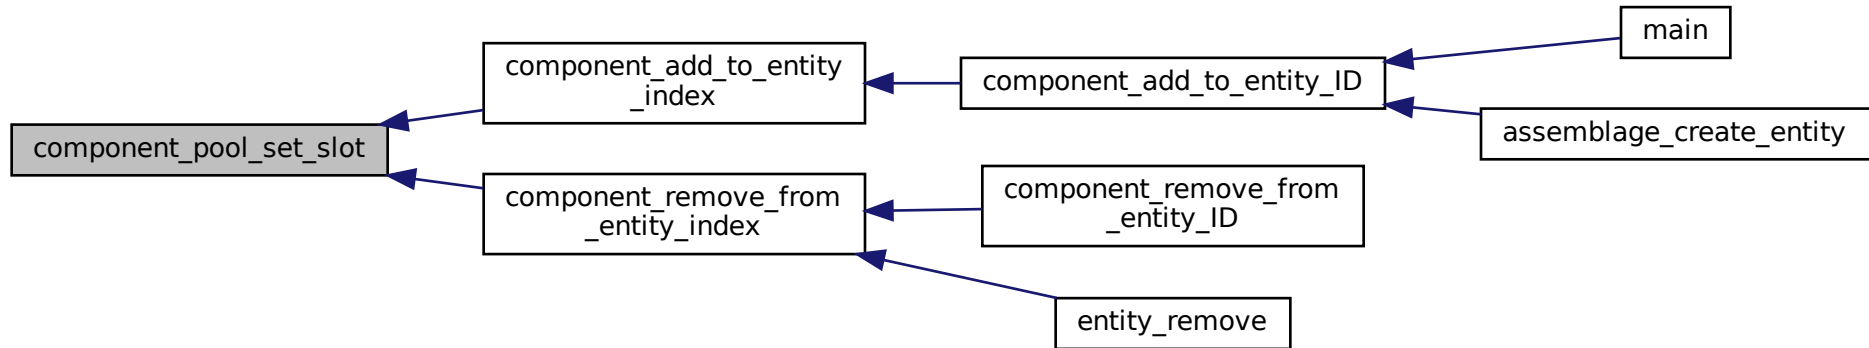 component_pool_set_slot
component_add_to_entity
_index
component_remove_from
_entity_index
component_add_to_entity_ID
component_remove_from
_entity_ID
entity_remove
main
assemblage_create_entity